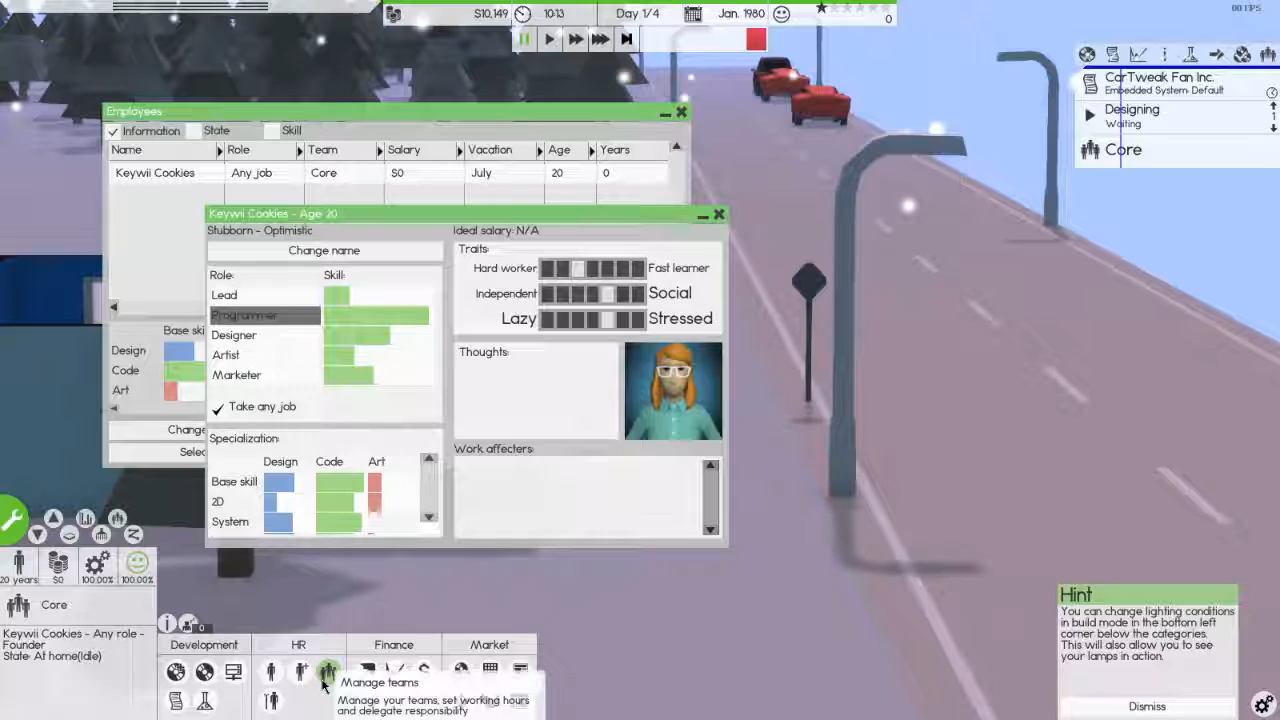 $10,149
10:13
Day 1/4
Jan. 1980
0
CarTweak Fan Inc.
Embedded System: Default
Designing
Waiting
1
Core
Employees
Information
State
Skill
Name
Role
Team
Salary
Vacation
Age
Years
Keywii Cookies
Any job
Core
$0
July
20
0
Keywii Cookies - Age 20
Stubborn - Optimistic
Ideal salary: N/A
Change name
Traits:
Hard worker
Fast learner
Independent
Social
Lazy
Stressed
Role:
Skill:
Lead
Programmer
Designer
Artist
Marketer
Take any job
Thoughts:
Specialization:
Design
Code
Art
Base skill
2D
System
Work affecters:
Base ski
Design
Code
Art
Change
Selec
20 years
$0
100.00%
100.00%
Core
Keywii Cookies - Any role -
Founder
State: At home(Idle)
0
Development
HR
Finance
Market
Manage teams
Manage your teams, set working hours
and delegate responsibility
Hint
You can change lighting conditions
in build mode in the bottom left
corner below the categories.
This will also allow you to see
your lamps in action.
Dismiss